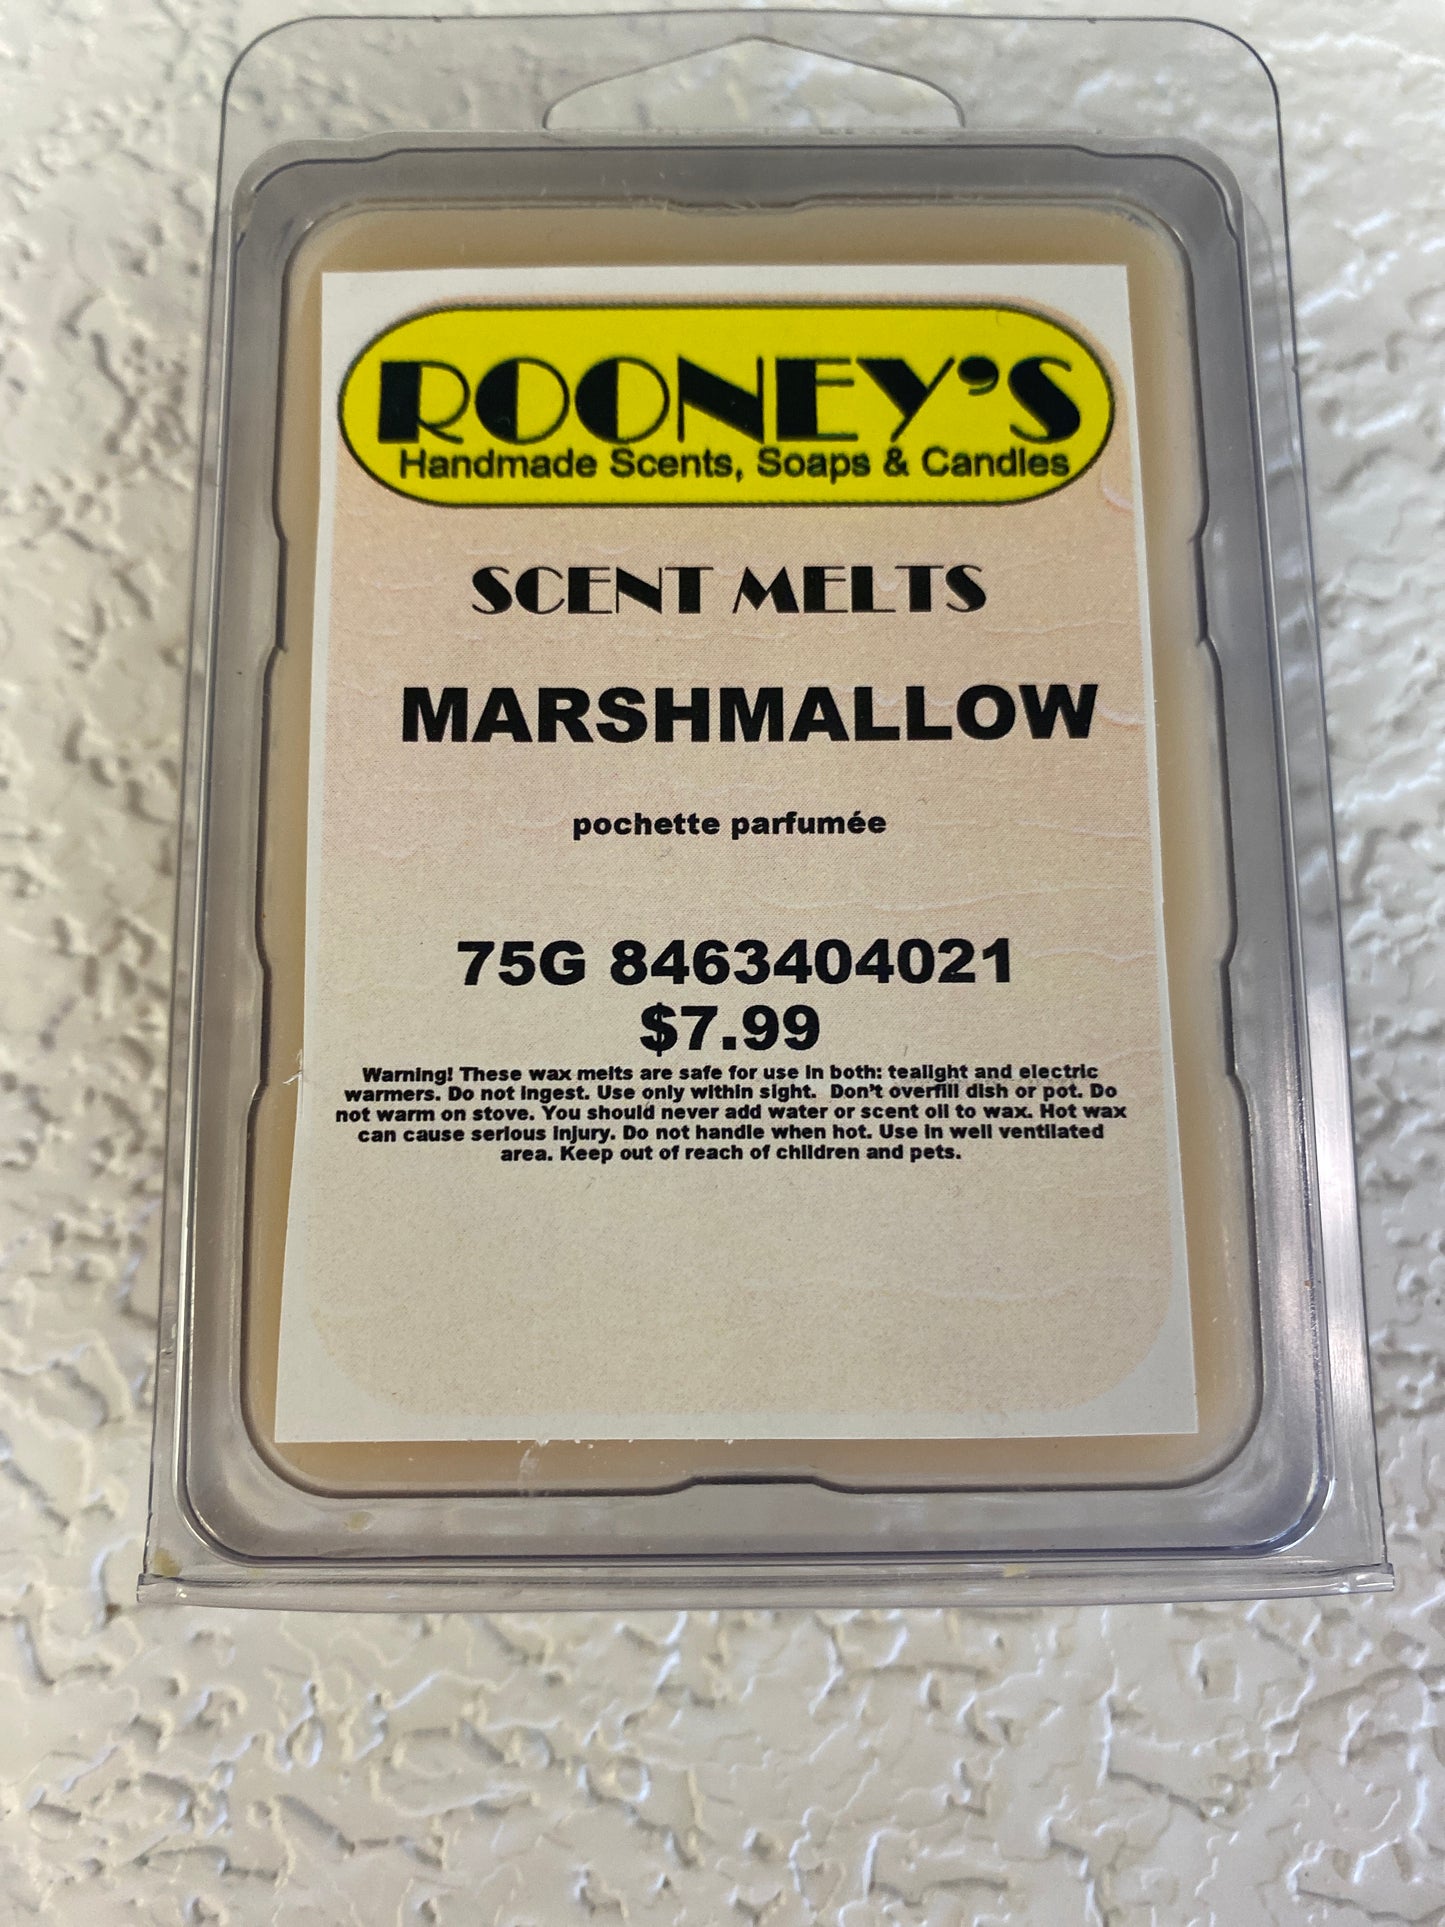 ROONEY'S
Handmade Scents, Soaps & Candles
SCENT MELTS
MARSHMALLOW
pochette parfumée
75G 8463404021
$7.99
Warning! These wax melts are safe for use in both: tealight and electric
warmers. Do not ingest. Use only within sight. Don't overfill dish or pot. Do
not warm on stove. You should never add water or scent oil to wax. Hot wax
can cause serious injury. Do not handle when hot. Use in well ventilated
area. Keep out of reach of children and pets.